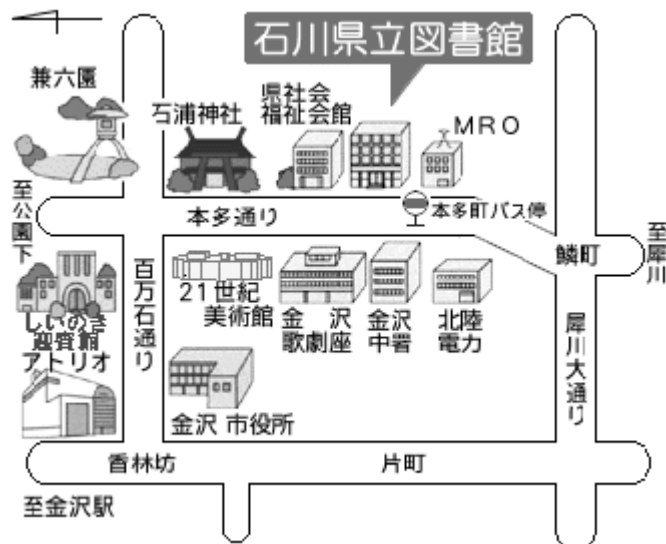 石川県立図書館
兼六園
石浦神社
県社会
福祉会館
MRO
至公園下
本多通り
本多町バス停
鱗町
至犀川
百万石通り
21世紀
美術館
金沢
歌劇座
金沢
中署
北陸
電力
犀川大通り
しいのき
迎賓館
アトリオ
金沢市役所
香林坊
片町
至金沢駅